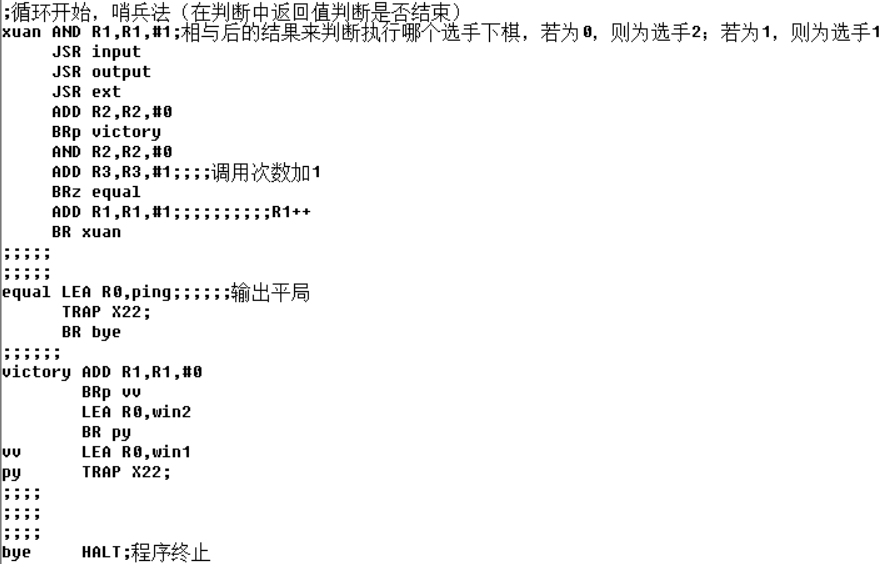 ;循环开始，哨兵法（在判断中返回值判断是否结束）
xuan AND R1,R1,#1;相与后的结果来判断执行哪个选手下棋，若为0，则为选手2；若为1，则为选手1
     JSR input
     JSR output
     JSR ext
     ADD R2,R2,#0
     BRp victory
     AND R2,R2,#0
     ADD R3,R3,#1;;;;调用次数加1
     BRz equal
     ADD R1,R1,#1;;;;;;;;;;R1++
     BR xuan
;;;;;
;;;;;
equal LEA R0,ping;;;;;;输出平局
      TRAP X22;
      BR bye
;;;;;;
victory ADD R1,R1,#0
        BRp vv
        LEA R0,win2
        BR py
vv      LEA R0,win1
py      TRAP X22;
;;;;
;;;;
;;;;
bye     HALT;程序终止